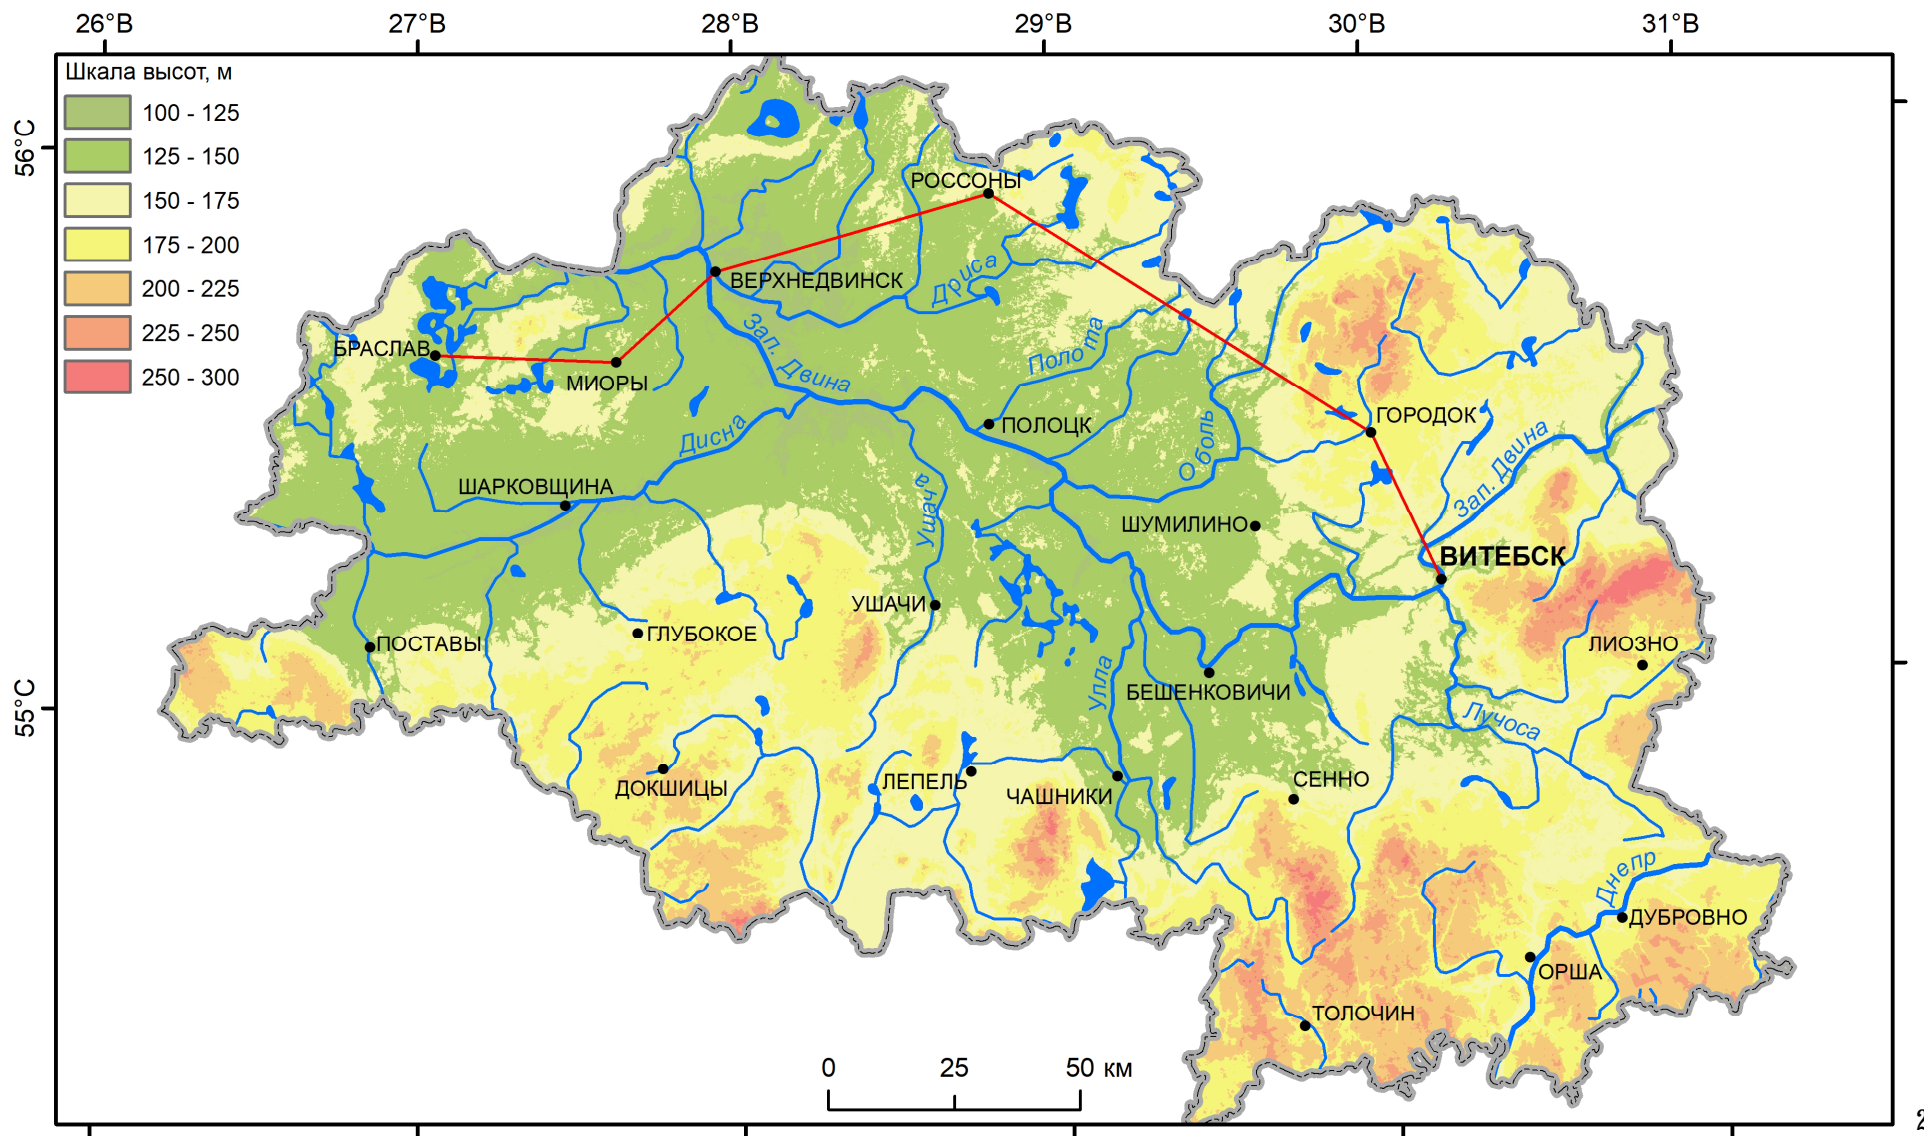 26°В 27°В 28°В 29°В 30°В 31°В
56°С
55°С
Шкала высот, м
100 - 125
125 - 150
150 - 175
175 - 200
200 - 225
225 - 250
250 - 300
РОССОНЫ
ВЕРХНЕДВИНСК
Дриса
БРАСЛАВ
МИОРЫ
Зап. Двина
Полота
ПОЛОЦК
ГОРОДОК
Дисна
Оболь
Зап. Двина
ШАРКОВЩИНА
Ушача
ШУМИЛИНО
ВИТЕБСК
УШАЧИ
ПОСТАВЫ
ГЛУБОКОЕ
ЛИОЗНО
Улла
БЕШЕНКОВИЧИ
Лучоса
ДОКШИЦЫ
ЛЕПЕЛЬ
ЧАШНИКИ
СЕННО
Днепр
ДУБРОВНО
ОРША
ТОЛОЧИН
0 25 50 км